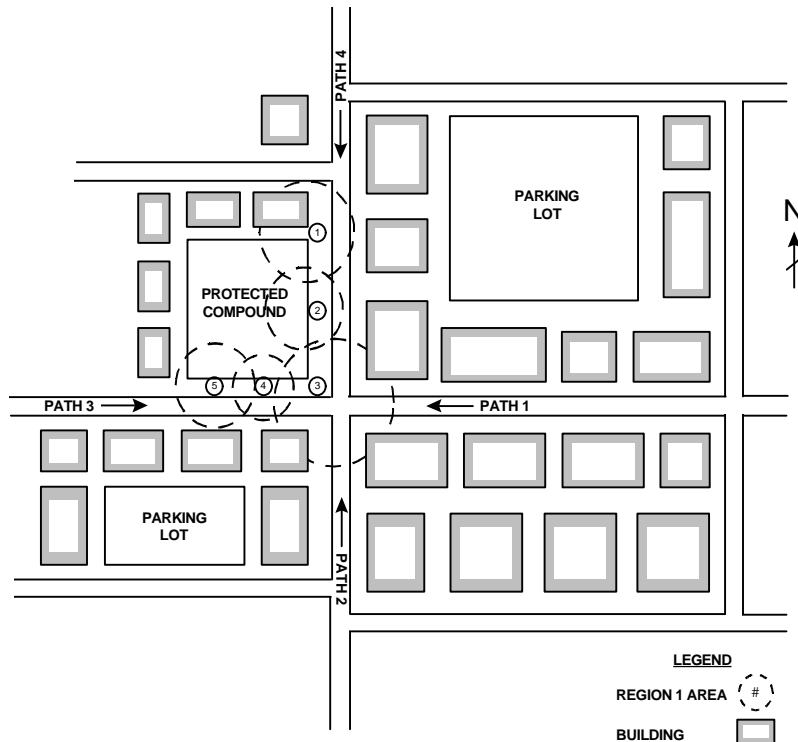 PATH 4
PARKING
LOT
N
1
PROTECTED
COMPOUND
2
5
4
3
PATH 3
PATH 1
PARKING
LOT
PATH 2
LEGEND
REGION 1 AREA
#
BUILDING